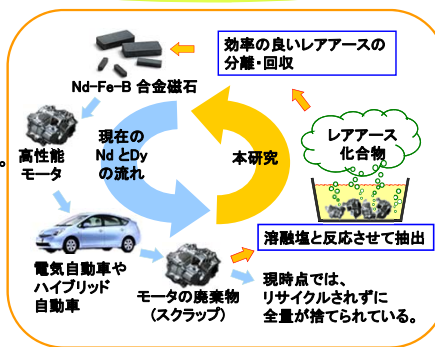 効率の良いレアアースの
分離・回収
Nd-Fe-B 合金磁石
。
高性能
モータ
現在の
NdとDy
の流れ
本研究
レアアース
化合物
溶融塩と反応させて抽出
電気自動車や
ハイブリッド
自動車
モータの廃棄物
(スクラップ)
現時点では、
リサイクルされずに
全量が捨てられている。